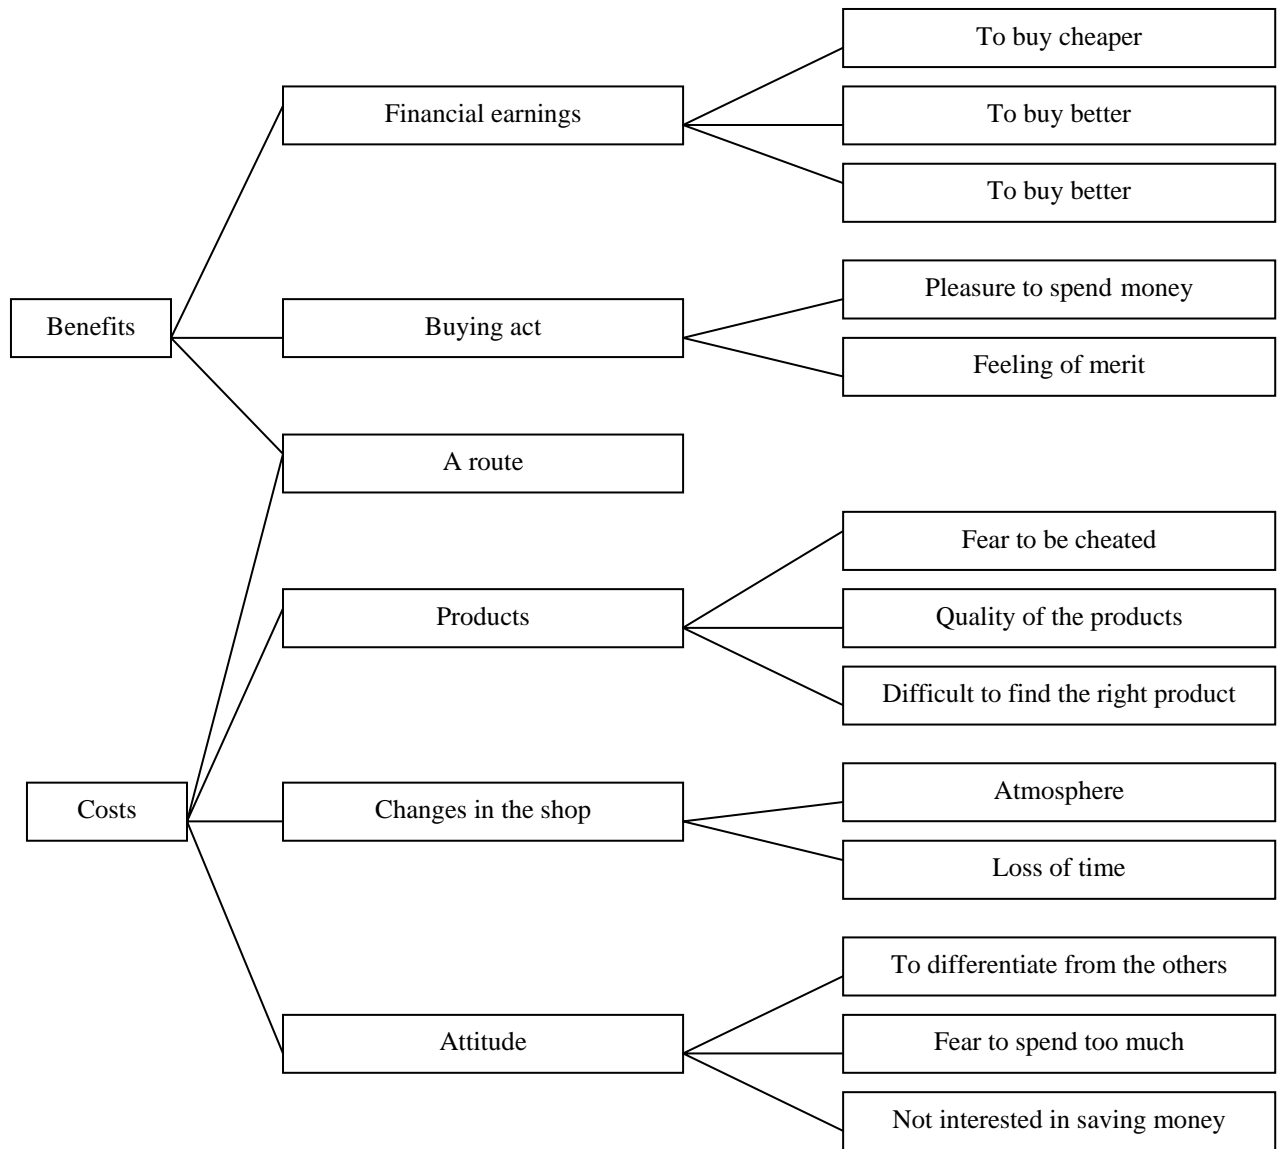 To buy cheaper
Financial earnings
To buy better
To buy better
Pleasure to spend money
Benefits
Buying act
Feeling of merit
A route
Fear to be cheated
Products
Quality of the products
Difficult to find the right product
Atmosphere
Costs
Changes in the shop
Loss of time
To differentiate from the others
Attitude
Fear to spend too much
Not interested in saving money